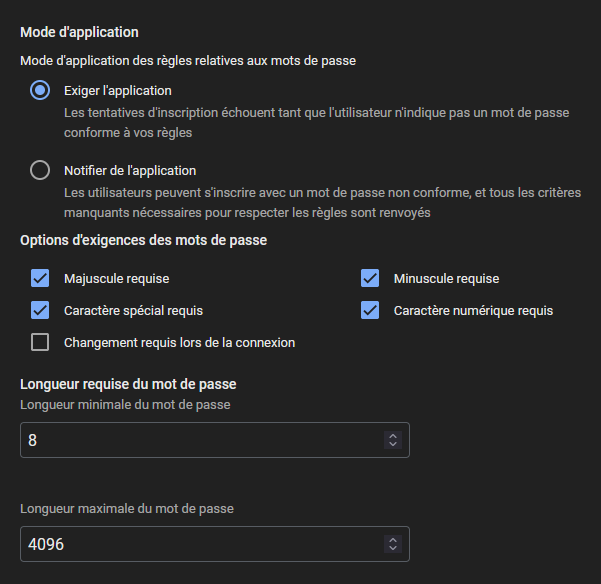 Mode d'application
Mode d'application des règles relatives aux mots de passe
Exiger l'application
Les tentatives d'inscription échouent tant que l'utilisateur n'indique pas un mot de passe
conforme à vos règles
Notifier de l'application
Les utilisateurs peuvent s'inscrire avec un mot de passe non conforme, et tous les critères
manquants nécessaires pour respecter les règles sont renvoyés
Options d'exigences des mots de passe
Majuscule requise
Minuscule requise
Caractère spécial requis
Caractère numérique requis
Changement requis lors de la connexion
Longueur requise du mot de passe
Longueur minimale du mot de passe
8
Longueur maximale du mot de passe
4096